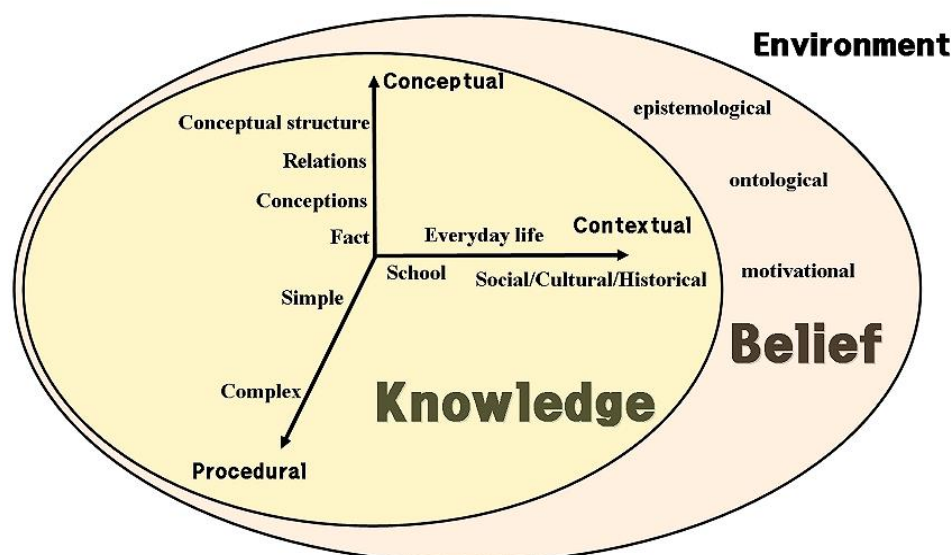 Environment
Conceptual
epistemological
Conceptual structure
Relations
ontological
Conceptions
Contextual
Fact
Everyday life
School
Social/Cultural/Historical
motivational
Simple
Belief
Complex
Knowledge
Procedural